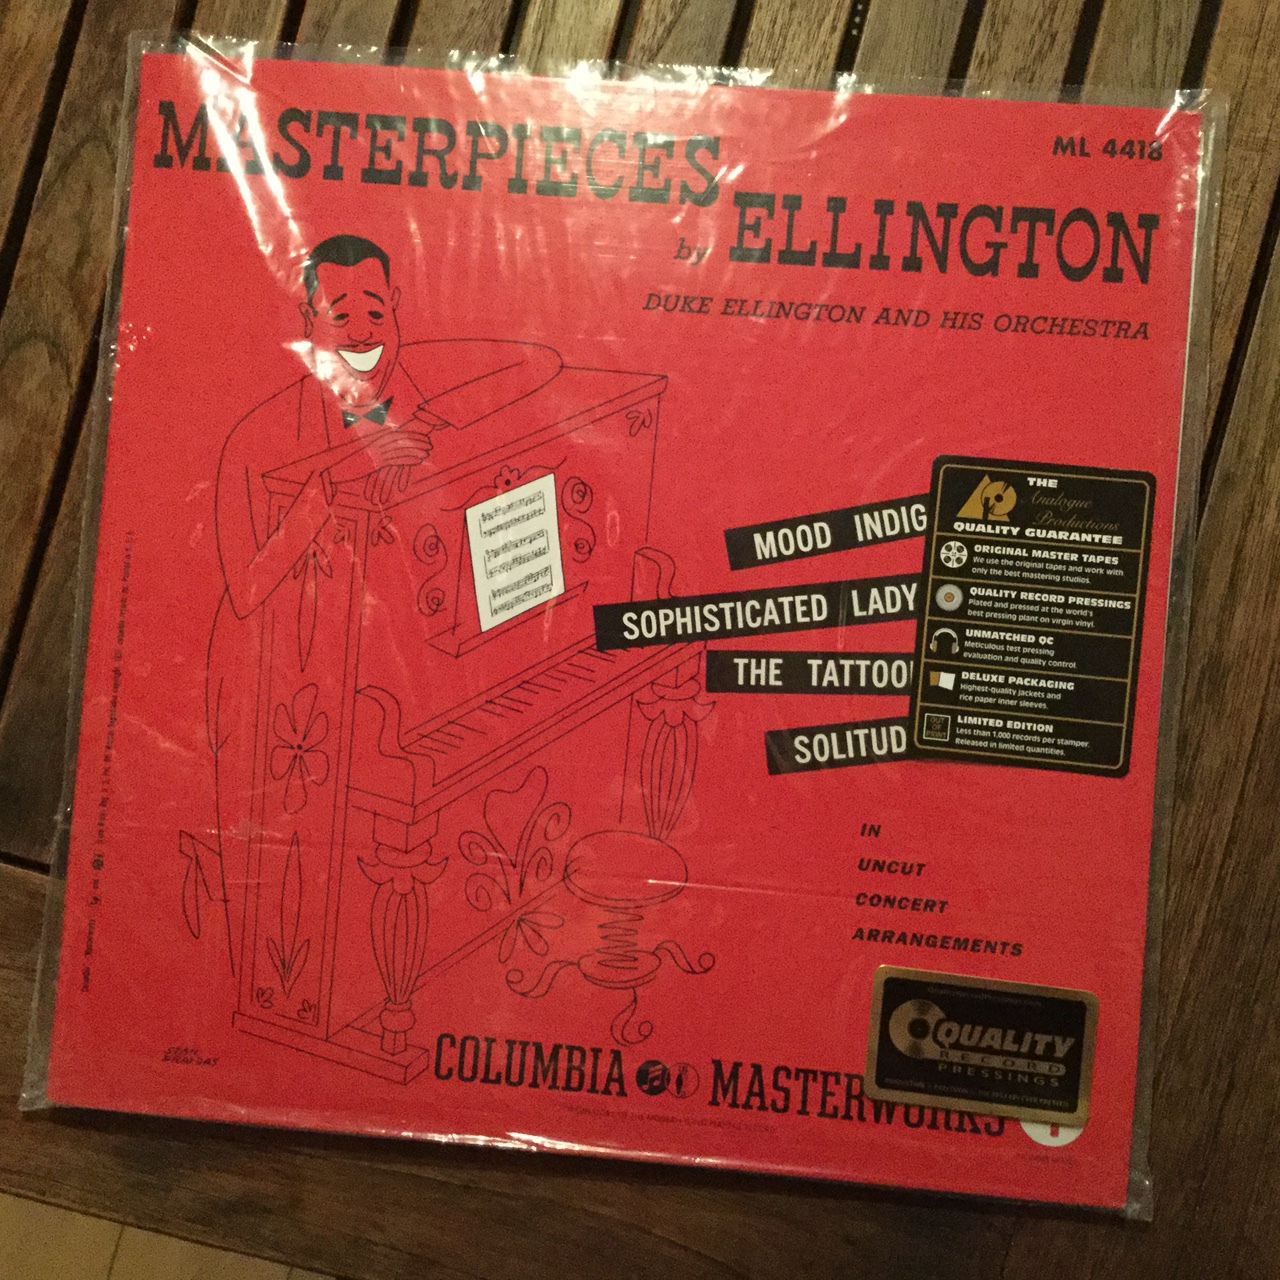 MASTERPIECES
ML 4418
by ELLINGTON
DUKE ELLINGTON AND HIS ORCHESTRA
MOOD INDIG
SOPHISTICATED LADY
THE TATTOO
SOLITUD
THE
Analogue
Productions
QUALITY GUARANTEE
ORIGINAL MASTER TAPES
We use the original tapes and work with
only the best mastering studios.
QUALITY RECORD PRESSINGS
Plated and pressed at the world's
best pressing plant on virgin vinyl.
UNMATCHED QC
Meticulous test pressing
evaluation and quality control.
DELUXE PACKAGING
Highest-quality jackets and
rice paper inner sleeves.
OUT
OF
PRINT
LIMITED EDITION
Less than 1,000 records per stamper.
Released in limited quantities.
IN
UNCUT
CONCERT
ARRANGEMENTS
QUALITY
RECORD
PRESSINGS
COLUMBIA MASTERWORKS